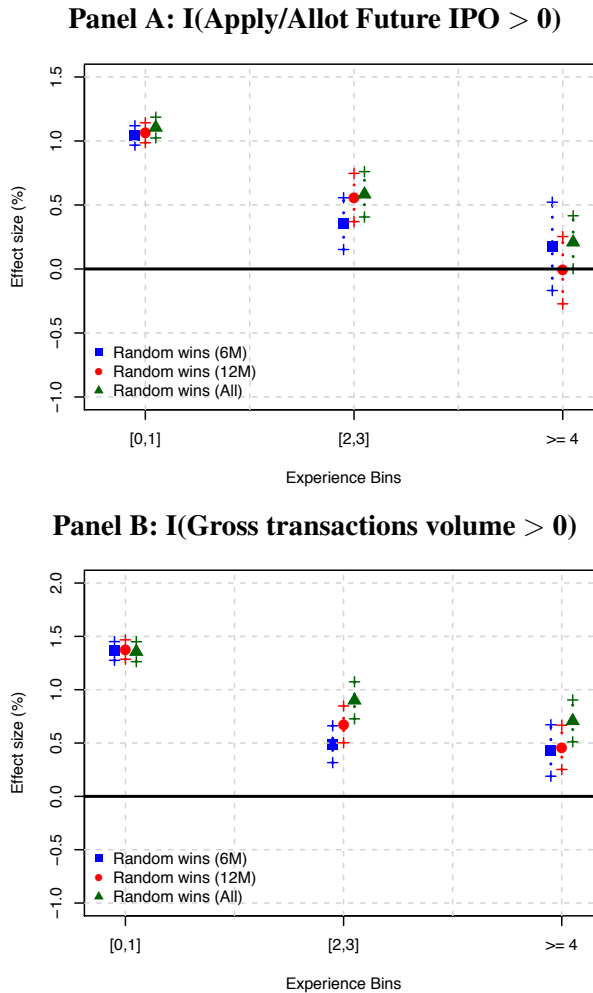 Panel A: I(Apply/Allot Future IPO > 0)
1.5
1.0
0.5
0.0
−0.5
−1.0
Effect size (%)
Random wins (6M)
Random wins (12M)
Random wins (All)
[0,1]
[2,3]
>= 4
Experience Bins
Panel B: I(Gross transactions volume > 0)
2.0
1.5
1.0
0.5
0.0
−0.5
−1.0
Effect size (%)
Random wins (6M)
Random wins (12M)
Random wins (All)
[0,1]
[2,3]
>= 4
Experience Bins